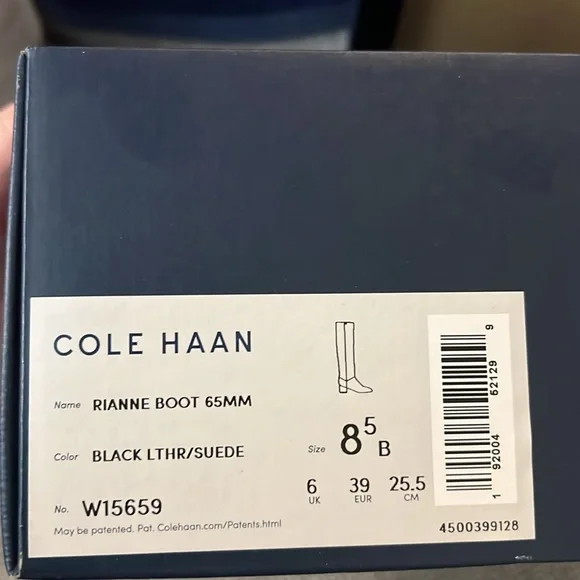 COLE HAAN
Name RIANNE BOOT 65MM
Color BLACK LTHR/SUEDE
Size 8 5 B
6 39 25.5
UK EUR CM
No. W15659
May be patented. Pat. Colehaan.com/Patents.html
1 92004 62129 9
4500399128